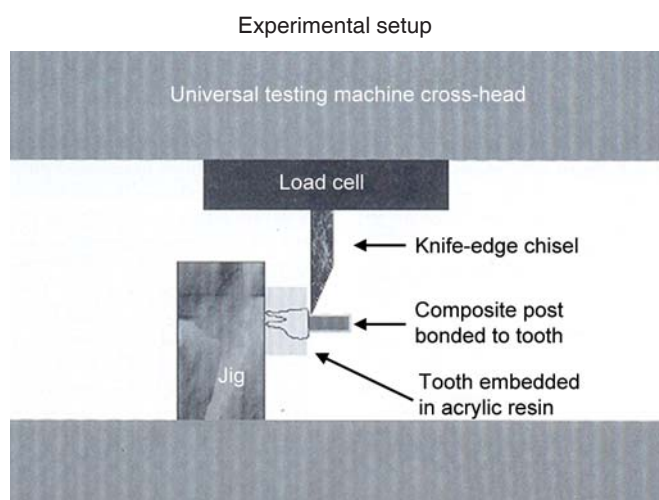 Experimental setup
Universal testing machine cross-head
Load cell
Knife-edge chisel
Composite post
bonded to tooth
Jig
Tooth embedded
in acrylic resin